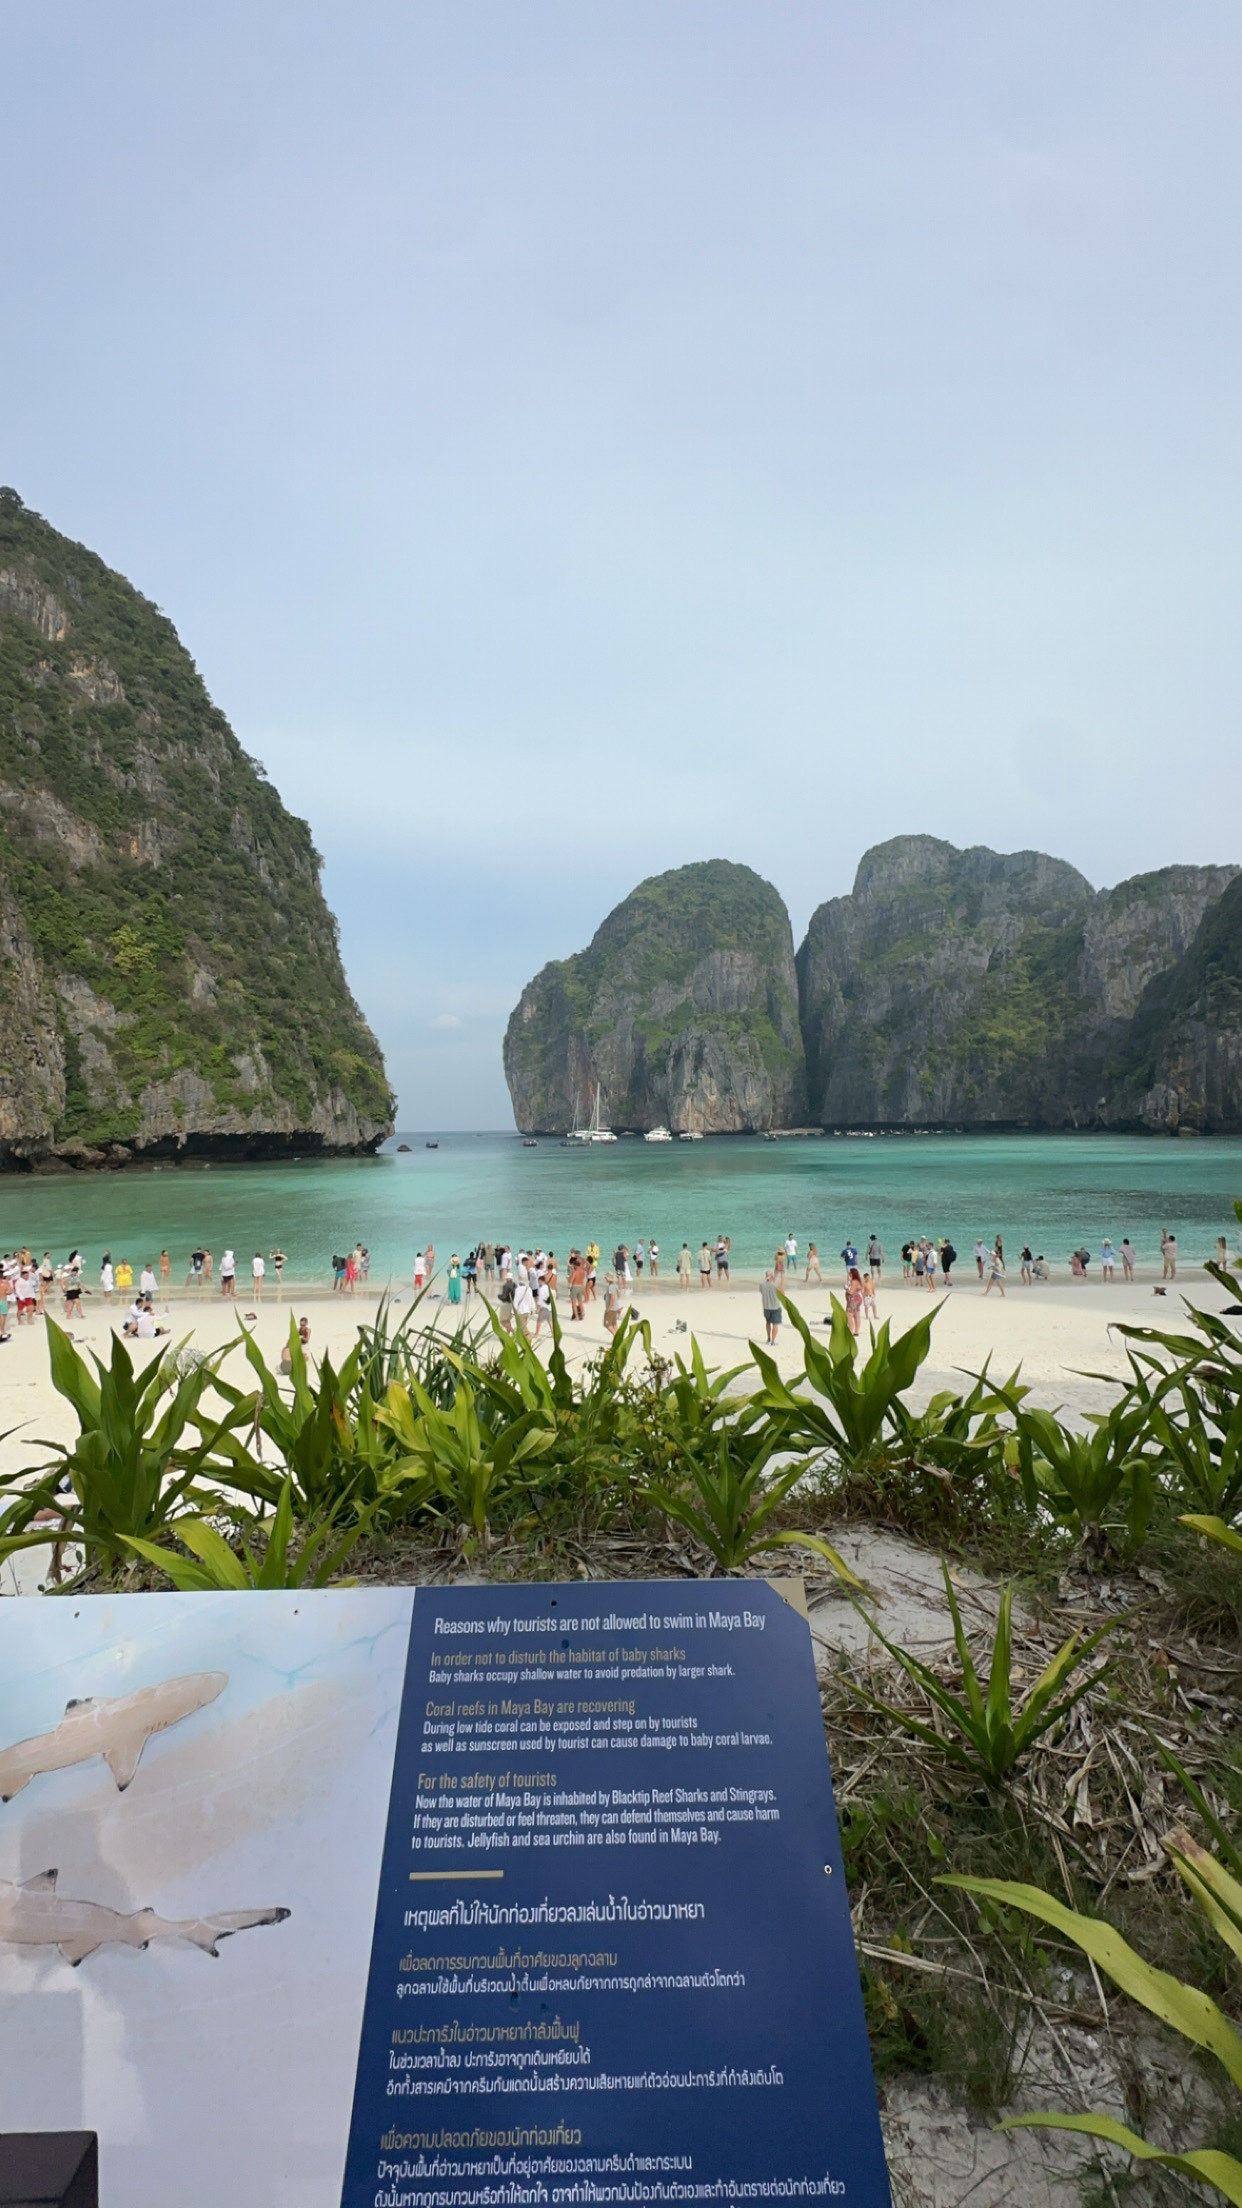 Reasons why tourists are not allowed to swim in Maya Bay
In order not to disturb the habitat of baby sharks
Baby sharks occupy shallow water to avoid predation by larger shark.
Coral reefs in Maya Bay are recovering
During low tide coral can be exposed and step on by tourists
as well as sunscreen used by tourist can cause damage to baby coral larvae.
For the safety of tourists
Now the water of Maya Bay is inhabited by Blacktip Reef Sharks and Stingrays.
If they are disturbed or feel threaten, they can defend themselves and cause harm
to tourists. Jellyfish and sea urchin are also found in Maya Bay.
เหตุผลที่ไม่ให้นักท่องเที่ยวลงเล่นน้ำในอ่าวมาหยา
เพื่อลดการรบกวนพื้นที่อาศัยของลูกฉลาม
ลูกฉลามใช้พื้นที่บริเวณน้ำตื้นเพื่อหลบภัยจากการถูกล่าจากฉลามตัวโตกว่า
แนวปะการังในอ่าวมาหยากำลังฟื้นฟู
ในช่วงเวลาน้ำลง ปะการังอาจถูกเดินเหยียบได้
อีกทั้งสารเคมีจากครีมกันแดดนั้นสร้างความเสียหายแก่ตัวอ่อนปะการังที่กำลังเติบโต
เพื่อความปลอดภัยของนักท่องเที่ยว
ปัจจุบันพื้นที่อ่าวมาหยาเป็นที่อยู่อาศัยของฉลามครีบดำและกระเบน
ดังนั้นหากถูกรบกวนหรือทำให้ตกใจ อาจทำให้พวกมันป้องกันตัวเองและทำอันตรายต่อนักท่องเที่ยว